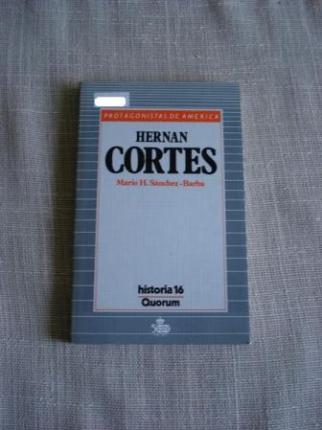 PROTAGONISTAS DE AMERICA
HERNAN
CORTES
Mario H. Sánchez-Barba
historia 16
Quorum